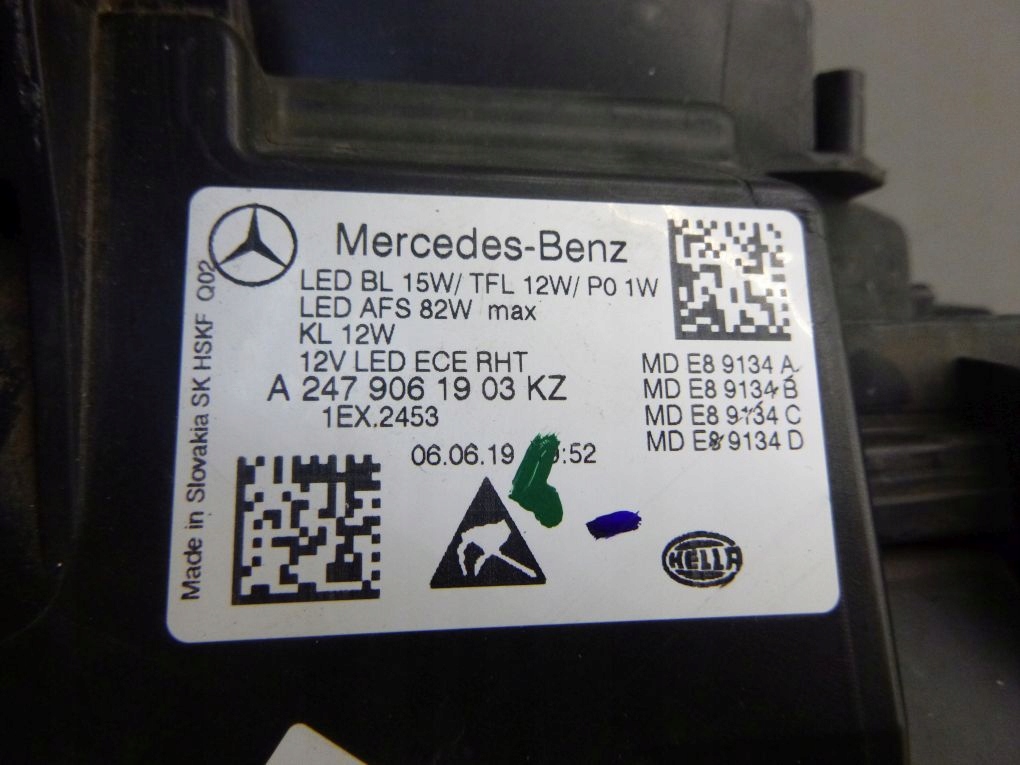 Mercedes-Benz
LED BL 15W/ TFL 12W/ PO 1W
LED AFS 82W max
KL 12W
12V LED ECE RHT
A 247 906 19 03 KZ
1EX.2453
06.06.19 :52
MD E8 9134 A
MD E8 9134 B
MD E8 9134 C
MD E8 9134 D
Made in Slovakia SK HSKF Q02
HELLA